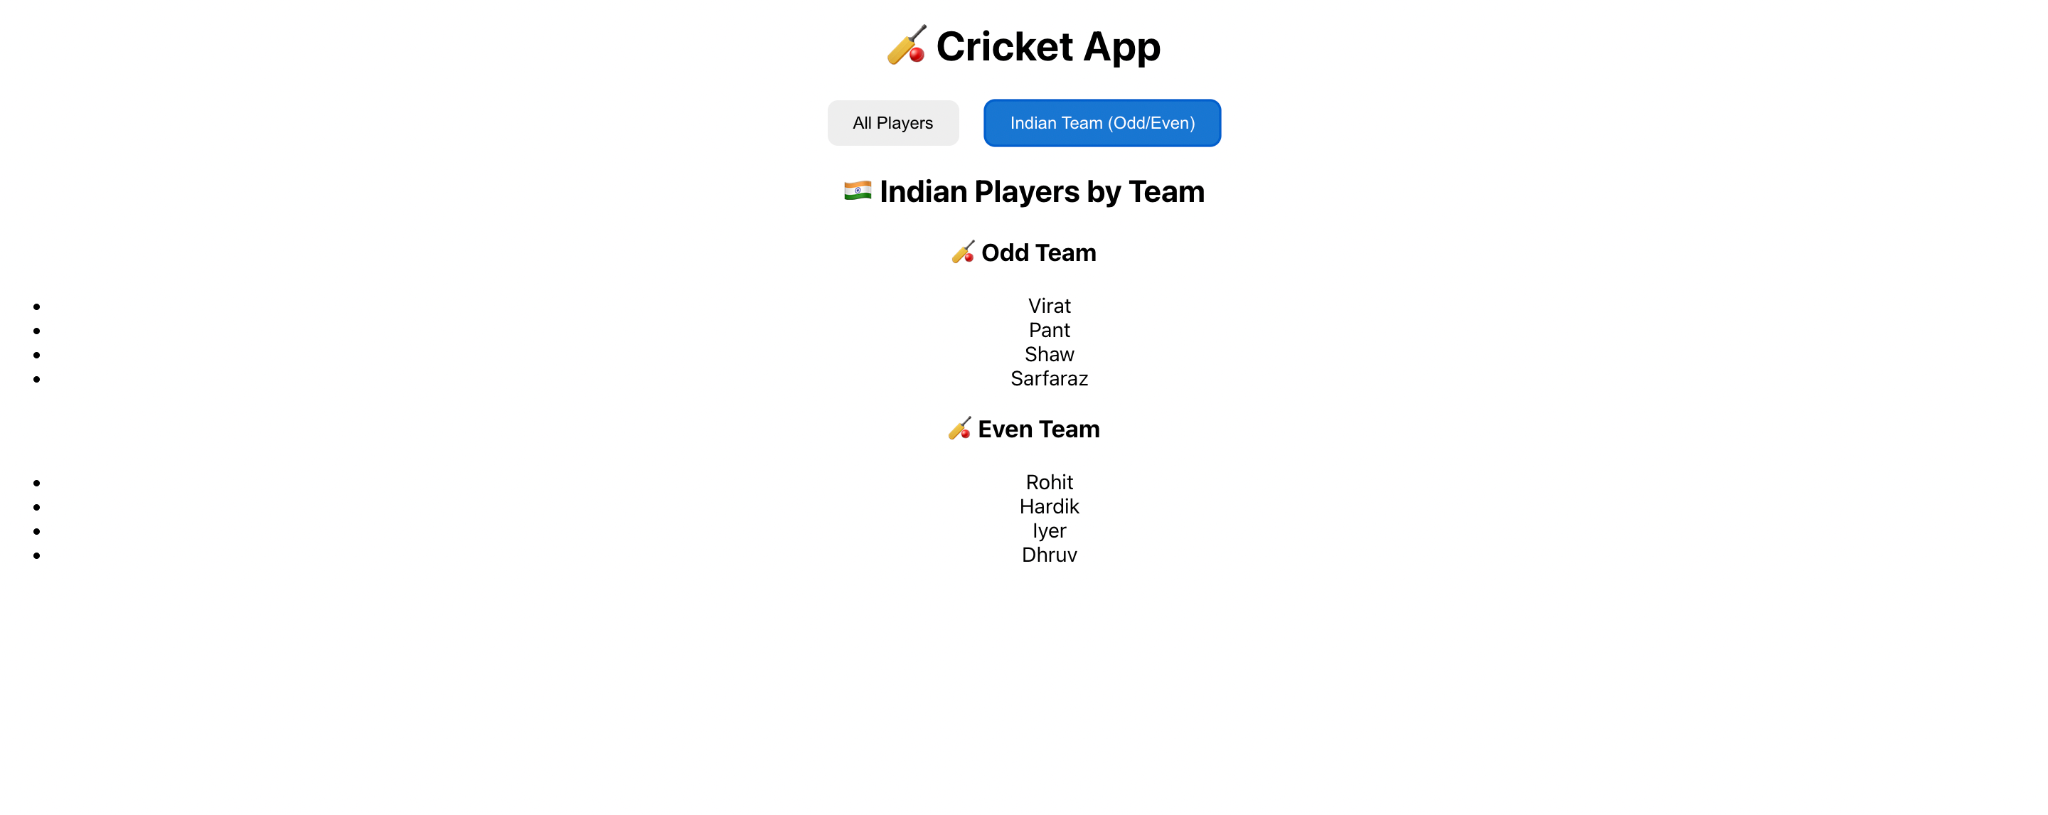 🏏 Cricket App
All Players
Indian Team (Odd/Even)
🇮🇳 Indian Players by Team
🏏 Odd Team
• Virat
• Pant
• Shaw
• Sarfaraz
🏏 Even Team
• Rohit
• Hardik
• Iyer
• Dhruv